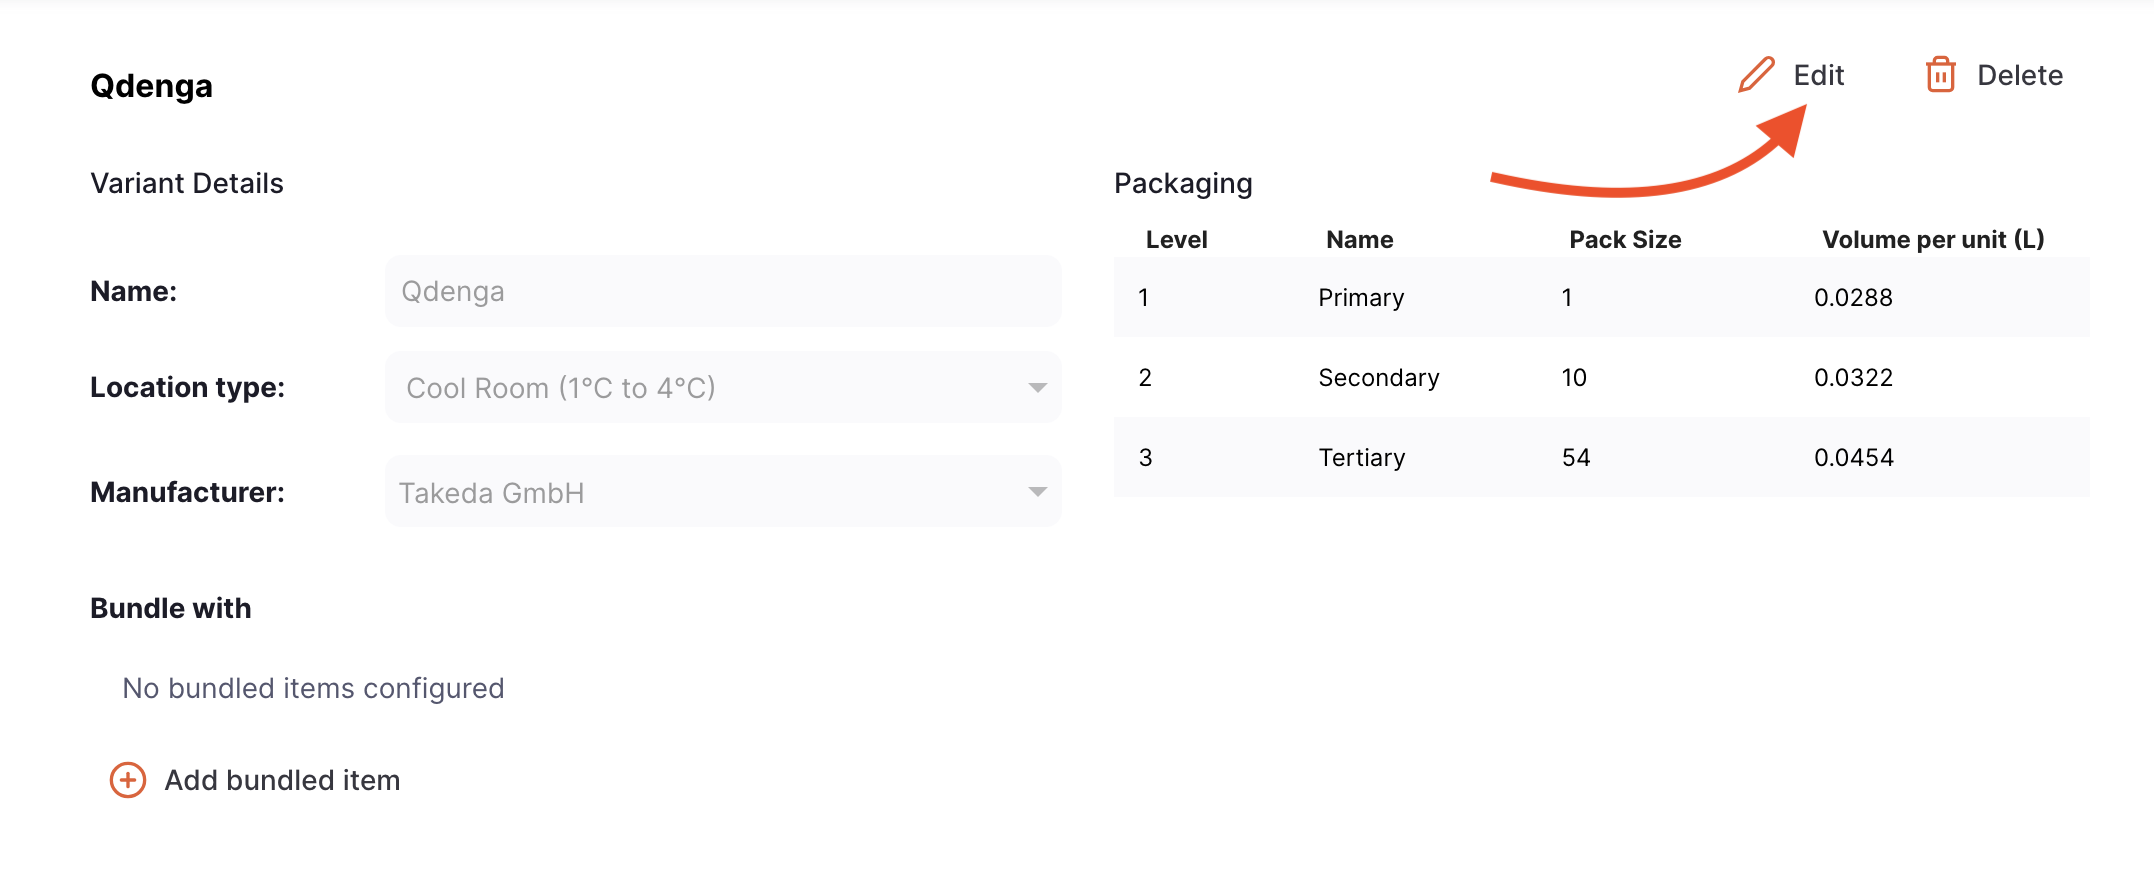 Qdenga
Edit
Delete
Variant Details
Name:
Qdenga
Location type:
Cool Room (1°C to 4°C)
Manufacturer:
Takeda GmbH
Packaging
Level Name Pack Size Volume per unit (L)
1 Primary 1 0.0288
2 Secondary 10 0.0322
3 Tertiary 54 0.0454
Bundle with
No bundled items configured
Add bundled item